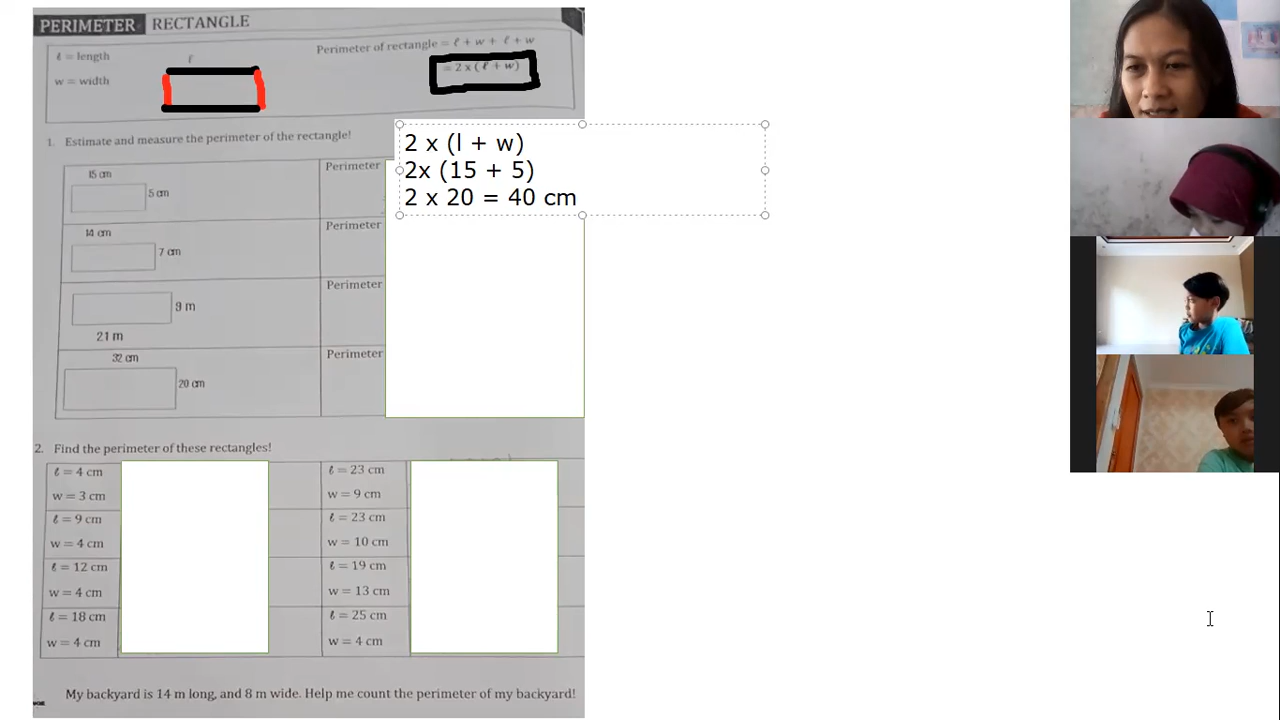 PERIMETER RECTANGLE
ℓ = length
ℓ
w = width
Perimeter of rectangle = ℓ + w + ℓ + w
= 2 x ( ℓ + w)
1. Estimate and measure the perimeter of the rectangle!
2 x (l + w)
2x (15 + 5)
2 x 20 = 40 cm
15 cm
5 cm
Perimeter
14 cm
7 cm
Perimeter
9 m
21 m
Perimeter
32 cm
20 cm
Perimeter
2. Find the perimeter of these rectangles!
ℓ = 4 cm
w = 3 cm
ℓ = 23 cm
w = 9 cm
ℓ = 9 cm
w = 4 cm
ℓ = 23 cm
w = 10 cm
ℓ = 12 cm
w = 4 cm
ℓ = 19 cm
w = 13 cm
ℓ = 18 cm
w = 4 cm
ℓ = 25 cm
w = 4 cm
My backyard is 14 m long, and 8 m wide. Help me count the perimeter of my backyard!